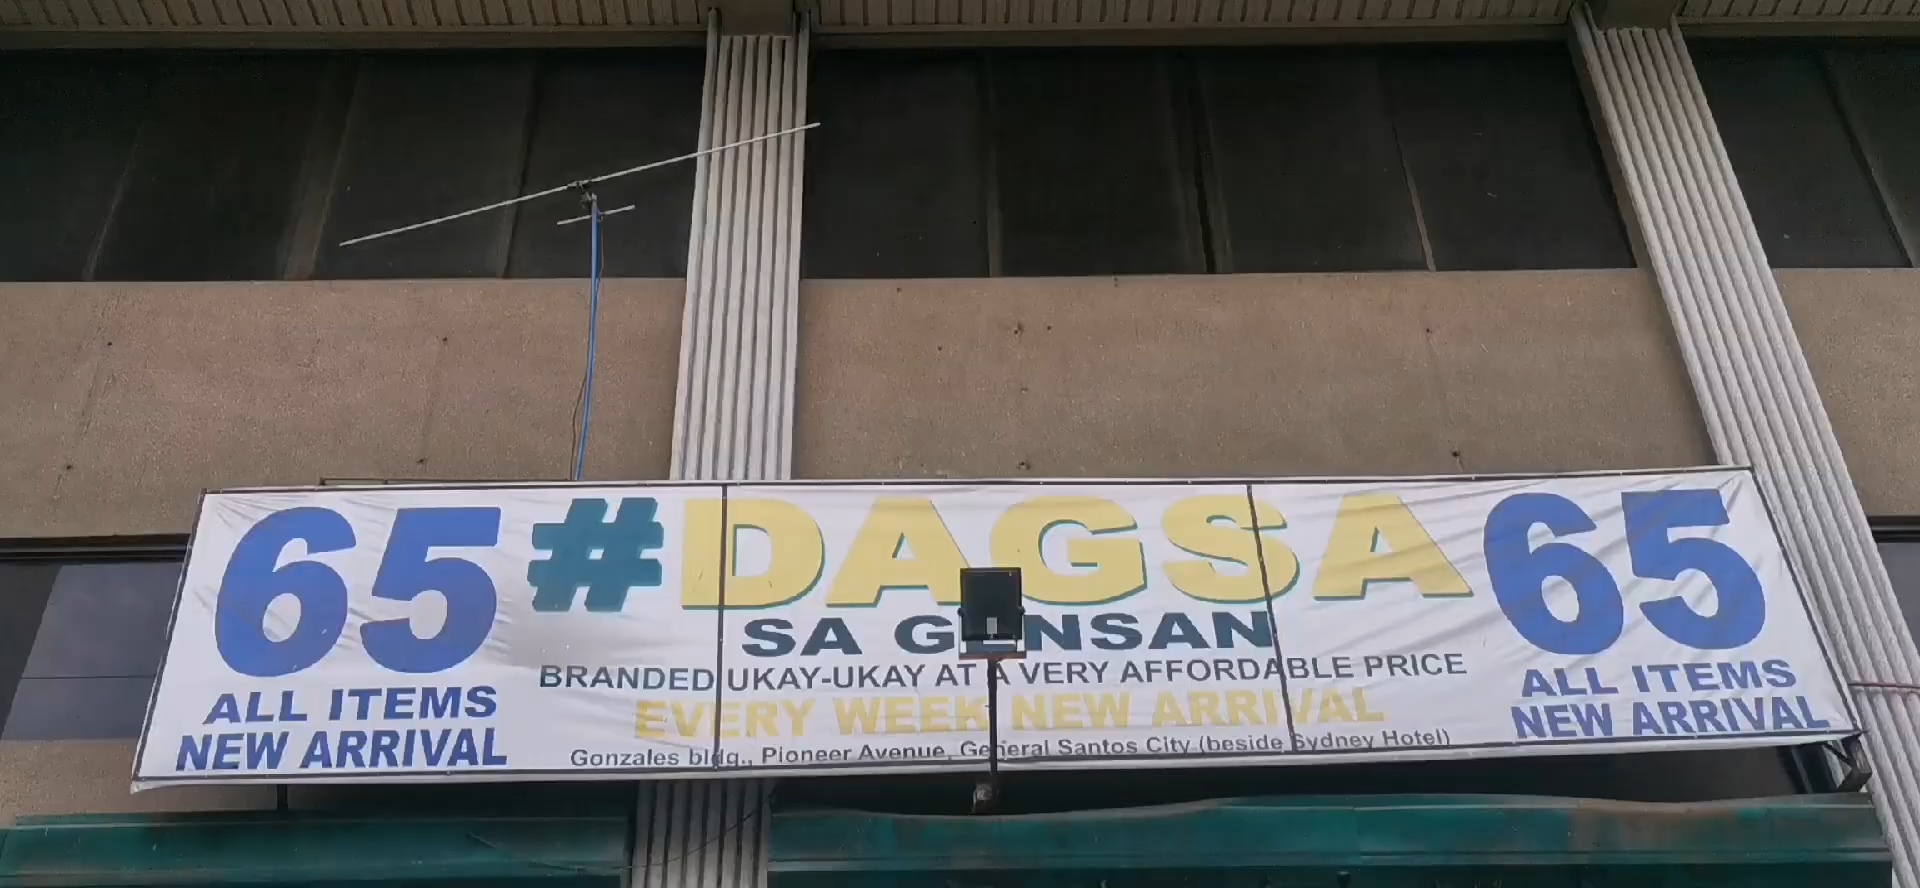 65
ALL ITEMS
NEW ARRIVAL
#DAGSA
SA GENSAN
BRANDED UKAY-UKAY AT A VERY AFFORDABLE PRICE
EVERY WEEK NEW ARRIVAL
Gonzales bldg., Pioneer Avenue, General Santos City (beside Sydney Hotel)
65
ALL ITEMS
NEW ARRIVAL